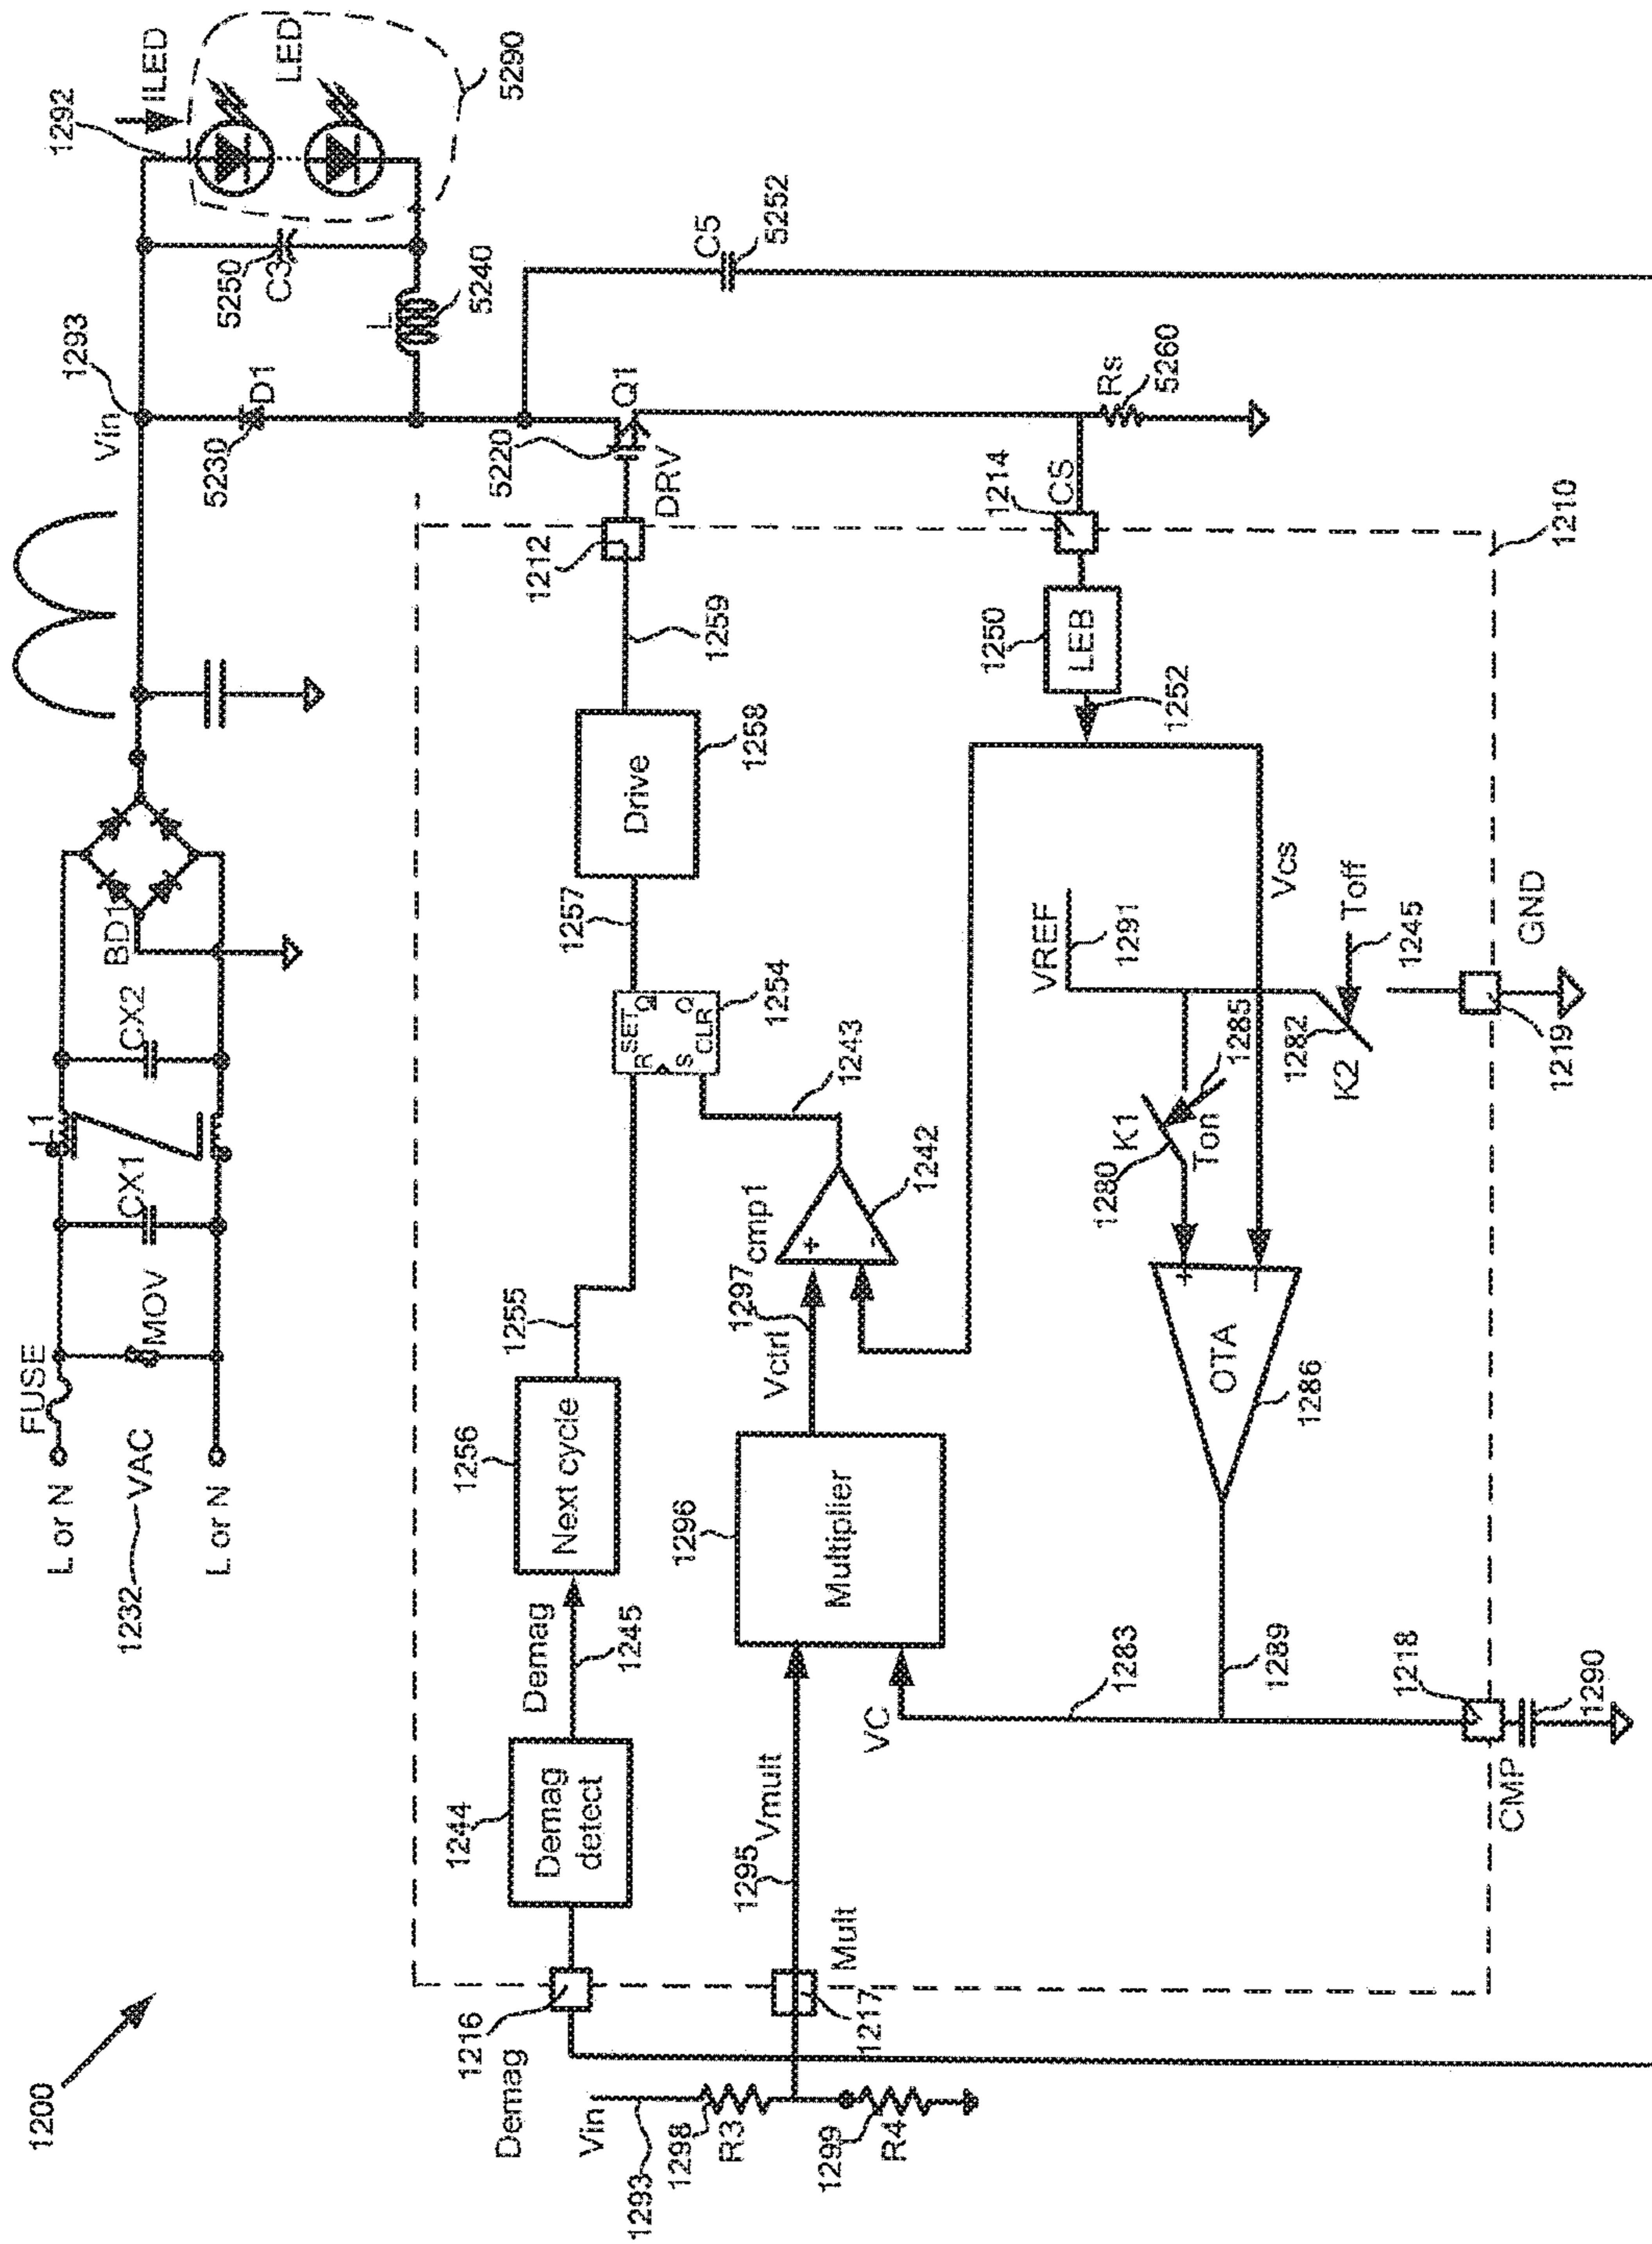 1200
L or N
FUSE
1232
VAC
MOV
L or N
CX1
L1
CX2
BD1
Vin
1293
5230
D1
5250
C3
L
5240
1292
ILED
LED
5290
C5
5252
5220
Q1
DRV
1212
1259
Drive
1258
1257
R
SET
Q
S
CLR
Q
1254
1243
1255
Next cycle
1256
Demag
1245
Demag
detect
1244
1216
Demag
Vin
1293
1298
R3
1299
R4
1217
Mult
1295
Vmult
VC
1283
Multiplier
1296
Vctrl
1297
cmp1
+
-
1242
1214
CS
Rs
5260
LEB
1250
1252
1210
Vcs
VREF
1291
K1
1280
Ton
1285
1282
K2
Toff
1245
GND
1219
OTA
+
-
1286
1289
1218
CMP
1290